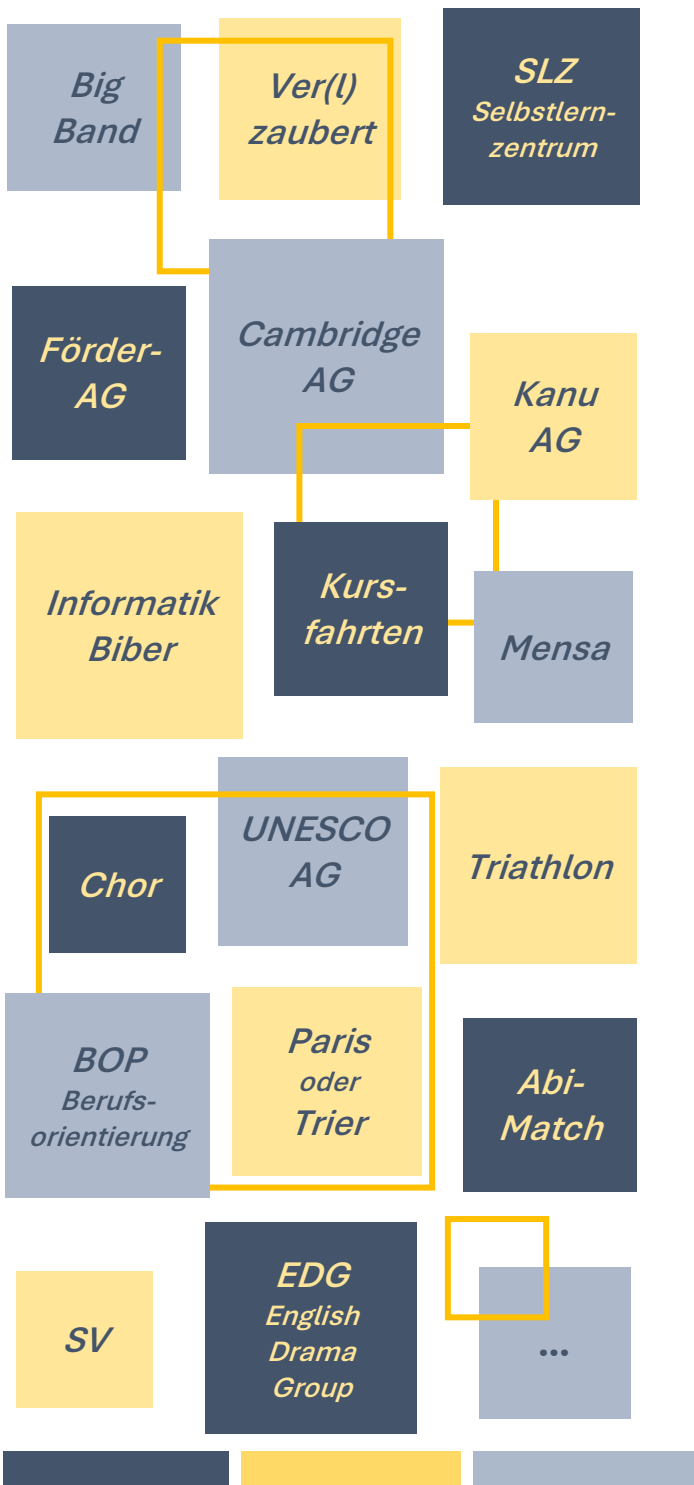 Big
Band
Ver(l)
zaubert
SLZ
Selbstlern-
zentrum
Förder-
AG
Cambridge
AG
Kanu
AG
Informatik
Biber
Kurs-
fahrten
Mensa
Chor
UNESCO
AG
Triathlon
BOP
Berufs-
orientierung
Paris
oder
Trier
Abi-
Match
SV
EDG
English
Drama
Group
...